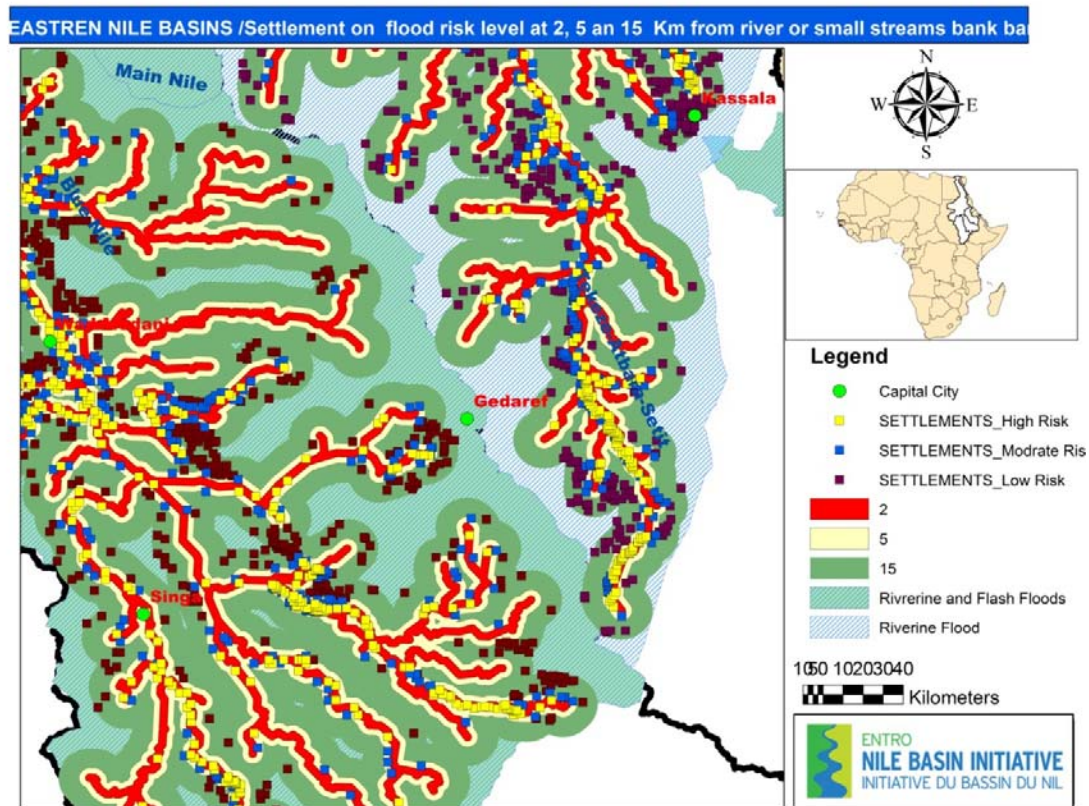 EASTREN NILE BASINS /Settlement on flood risk level at 2, 5 an 15 Km from river or small streams bank ba
Main Nile
Kassala
Blue Nile
Gedaref
Singa
N
W E
S
Legend
Capital City
SETTLEMENTS_High Risk
SETTLEMENTS_Modrate Ris
SETTLEMENTS_Low Risk
2
5
15
Rivrerine and Flash Floods
Riverine Flood
10203040
Kilometers
ENTRO
NILE BASIN INITIATIVE
INITIATIVE DU BASSIN DU NIL